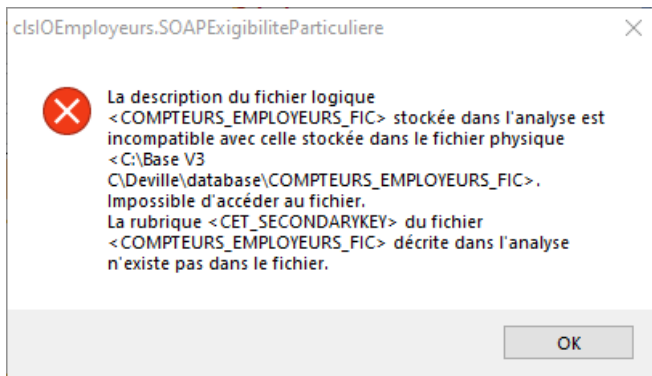 clsIOEmployeurs.SOAPExigibiliteParticuliere
La description du fichier logique
<COMPTEURS_EMPLOYEURS_FIC> stockée dans l'analyse est
incompatible avec celle stockée dans le fichier physique
<C:\Base V3
C\Deville\database\COMPTEURS_EMPLOYEURS_FIC>.
Impossible d'accéder au fichier.
La rubrique <CET_SECONDARYKEY> du fichier
<COMPTEURS_EMPLOYEURS_FIC> décrite dans l'analyse
n'existe pas dans le fichier.
OK